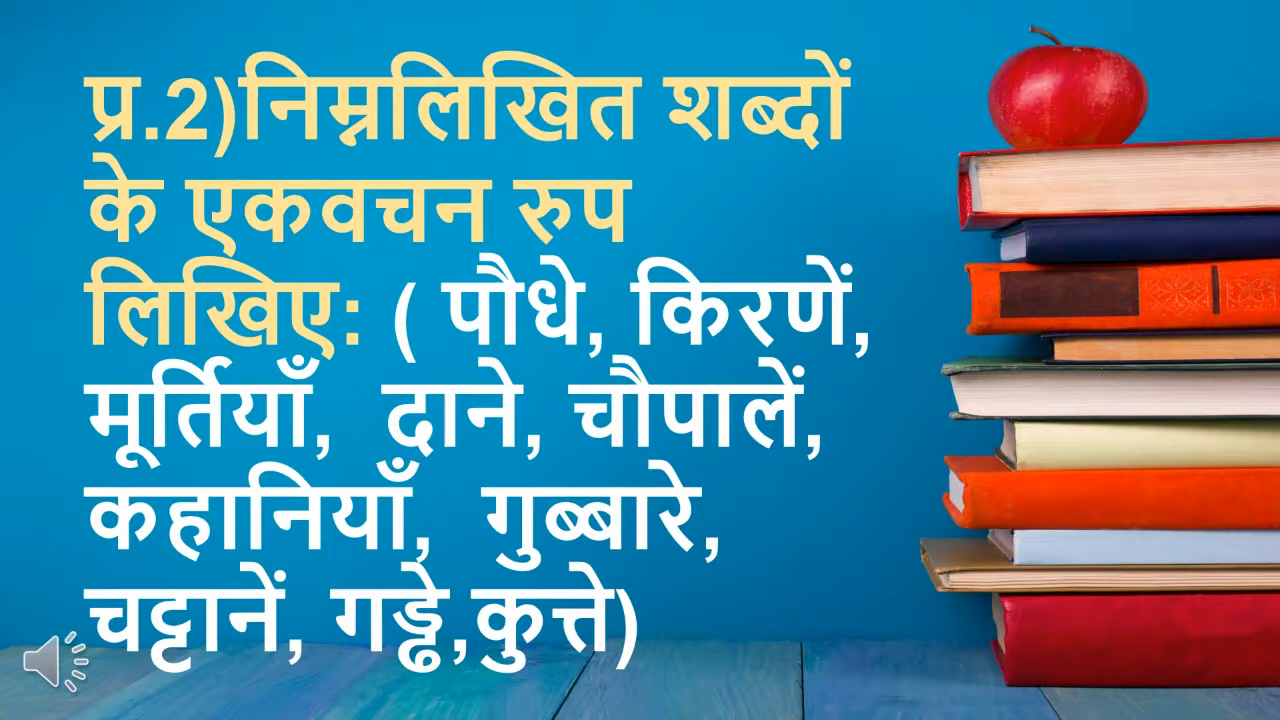 प्र.2)निम्नलिखित शब्दों
के एकवचन रुप
लिखिए: ( पौधे, किरणें,
मूर्तियाँ, दाने, चौपालें,
कहानियाँ, गुब्बारे,
चट्टानें, गड्ढे,कुत्ते)